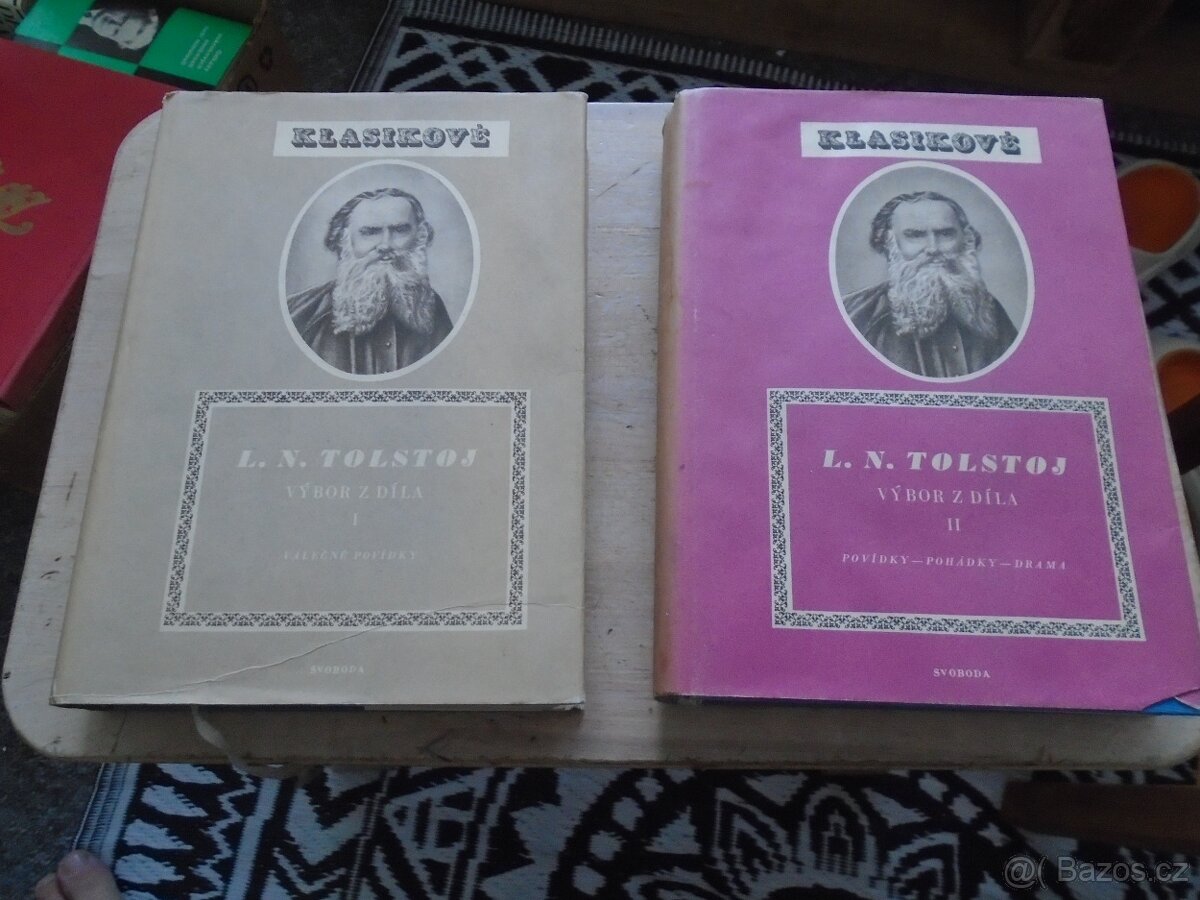 KLASIKOVÉ
L. N. TOLSTOJ
VÝBOR Z DÍLA
I
VÁLEČNÉ POVÍDKY
SVOBODA
KLASIKOVÉ
L. N. TOLSTOJ
VÝBOR Z DÍLA
II
POVÍDKY — POHÁDKY — DRAMA
SVOBODA
@( Bazos.cz